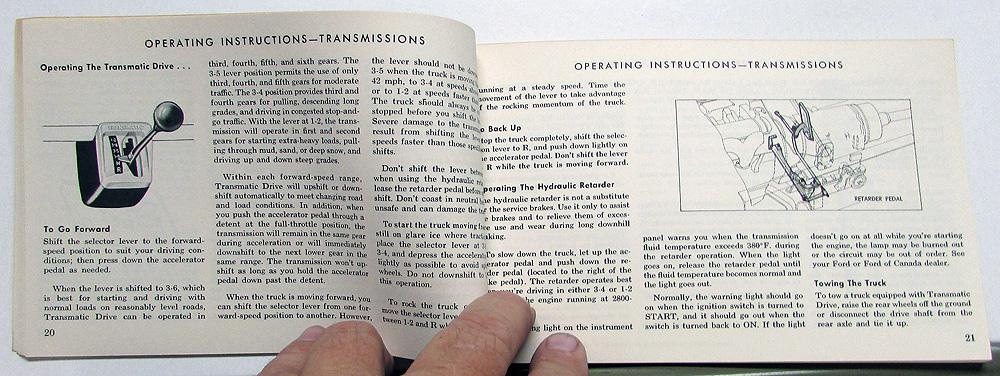 OPERATING INSTRUCTIONS—TRANSMISSIONS
Operating The Transmatic Drive . . .
To Go Forward
Shift the selector lever to the forward-
speed position to suit your driving con-
ditions; then press down the accelerator
pedal as needed.
When the lever is shifted to 3-6, which
is best for starting and driving with
normal loads on reasonably level roads,
Transmatic Drive can be operated in
20
third, fourth, fifth, and sixth gears. The
3-5 lever position permits the use of only
third, fourth, and fifth gears for moderate
traffic. The 3-4 position provides third and
fourth gears for pulling, descending long
grades, and driving in congested stop-and-
go traffic. With the lever at 1-2, the trans-
mission will operate in first and second
gears for starting extra-heavy loads, pull-
ing through mud, sand, or deep snow, and
driving up and down steep grades.
Within each forward-speed range,
Transmatic Drive will upshift or down-
shift automatically to meet changing road
and load conditions. In addition, when
you push the accelerator pedal through a
detent at the full-throttle position, the
transmission will remain in the same gear
during acceleration or will immediately
downshift to the next lower gear in the
same range. The transmission won't up-
shift as long as you hold the accelerator
pedal down past the detent.
When the truck is moving forward, you
can shift the selector lever from one for-
ward-speed position to another. However,
the lever should not be
3-5 when the truck is moving
42 mph, to 3-4 at speeds
or to 1-2 at speeds faster
The truck should always
stopped before you shift
Severe damage to the
result from shifting the
speeds faster than those
shifts.
Don't shift the lever
when using the hydraulic
lease the retarder pedal before
shift. Don't coast in neutral
unsafe and can damage the
To start the truck moving
still on glare ice where
place the selector lever at
3-4, and depress the
lightly as possible to avoid
wheels. Do not downshift
this operation.
To rock the truck
move the selector lever
tween 1-2 and R
OPERATING INSTRUCTIONS—TRANSMISSIONS
at a steady speed. Time the
of the lever to take advantage
the rocking momentum of the truck.
Back Up
the truck completely, shift the selec-
lever to R, and push down lightly on
accelerator pedal. Don't shift the lever
R while the truck is moving forward.
Operating The Hydraulic Retarder
hydraulic retarder is not a substitute
the service brakes. Use it only to assist
brakes and to relieve them of exces-
use and wear during long downhill
To slow down the truck, let up the ac-
pedal and push down the re-
pedal (located to the right of the
pedal). The retarder operates best
you're driving in either 3-4 or 1-2
the engine running at 2800-
light on the instrument
RETARDER PEDAL
panel warns you when the transmission
fluid temperature exceeds 380°F. during
the retarder operation. When the light
goes on, release the retarder pedal until
the fluid temperature becomes normal and
the light goes out.
Normally, the warning light should go
on when the ignition switch is turned to
START, and it should go out when the
switch is turned back to ON. If the light
doesn't go on at all while you're starting
the engine, the lamp may be burned out
or the circuit may be out of order. See
your Ford or Ford of Canada dealer.
Towing The Truck
To tow a truck equipped with Transmatic
Drive, raise the rear wheels off the ground
or disconnect the drive shaft from the
rear axle and tie it up.
21